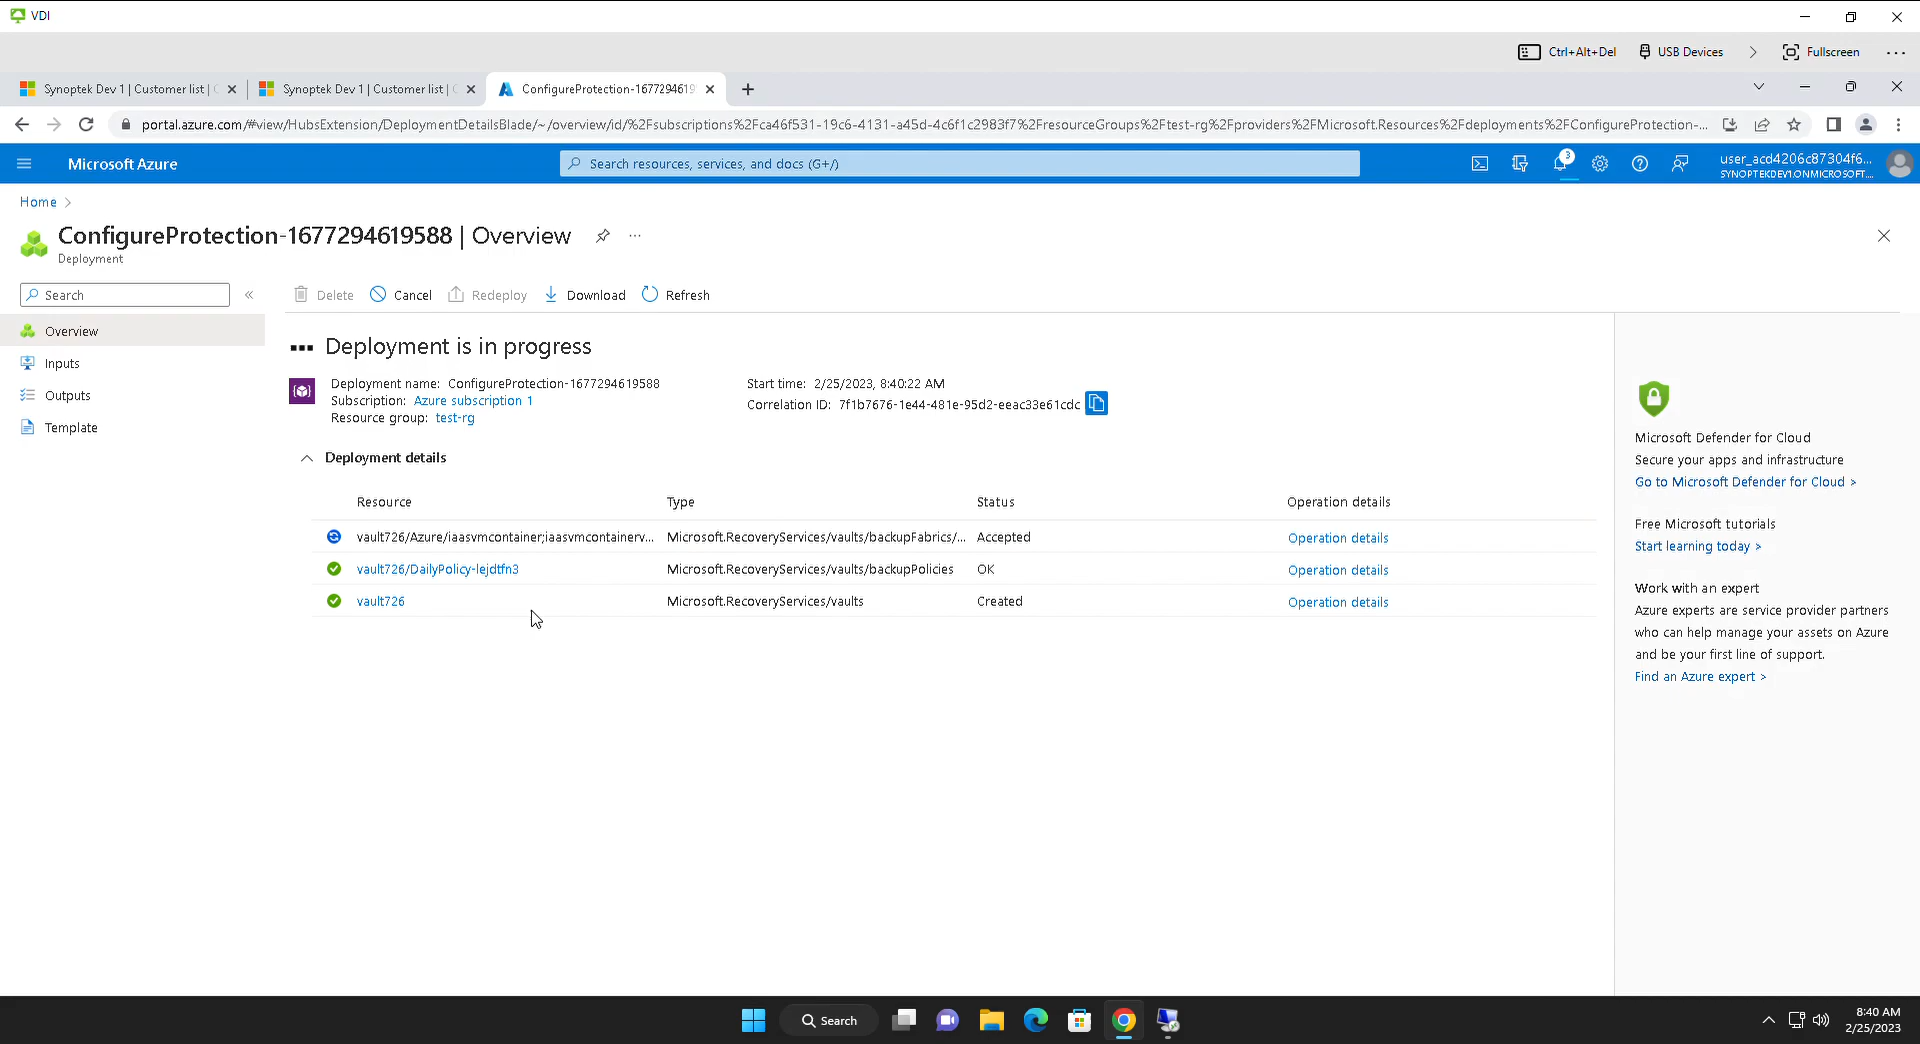 VDI
Ctrl+Alt+Del
USB Devices
Fullscreen
Synoptek Dev 1 | Customer list |
Synoptek Dev 1 | Customer list |
ConfigureProtection-1677294619
portal.azure.com/#view/HubsExtension/DeploymentDetailsBlade/~/overview/id/%2Fsubscriptions%2Fca46f531-19c6-4131-a45d-4c6f1c2983f7%2FresourceGroups%2Ftest-rg%2Fproviders%2FMicrosoft.Resources%2Fdeployments%2FConfigureProtection-...
Microsoft Azure
Search resources, services, and docs (G+/)
3
user_acd4206c87304f6...
SYNOPTEKDEV1.ONMICROSOFT....
Home
ConfigureProtection-1677294619588 | Overview
Deployment
Search
Delete
Cancel
Redeploy
Download
Refresh
Overview
Inputs
Outputs
Template
Deployment is in progress
Deployment name: ConfigureProtection-1677294619588
Subscription: Azure subscription 1
Resource group: test-rg
Start time: 2/25/2023, 8:40:22 AM
Correlation ID: 7f1b7676-1e44-481e-95d2-eeac33e61cdc
Deployment details
Resource Type Status Operation details
vault726/Azure/iaasvmcontainer;iaasvmcontainerv... Microsoft.RecoveryServices/vaults/backupFabrics/... Accepted Operation details
vault726/DailyPolicy-lejdtfn3 Microsoft.RecoveryServices/vaults/backupPolicies OK Operation details
vault726 Microsoft.RecoveryServices/vaults Created Operation details
Microsoft Defender for Cloud
Secure your apps and infrastructure
Go to Microsoft Defender for Cloud >
Free Microsoft tutorials
Start learning today >
Work with an expert
Azure experts are service provider partners
who can help manage your assets on Azure
and be your first line of support.
Find an Azure expert >
Search
8:40 AM
2/25/2023